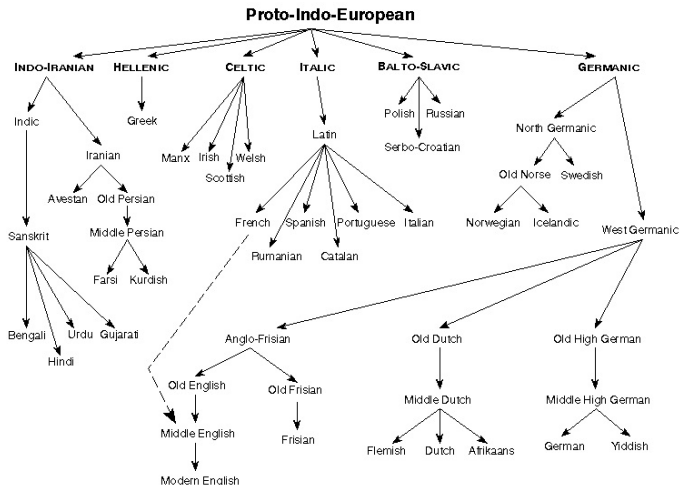 Proto-Indo-European
INDO-IRANIAN HELLENIC CELTIC ITALIC BALTO-SLAVIC GERMANIC
Indic Greek Polish Russian
North Germanic
Latin
Serbo-Croatian
Iranian Manx Irish Welsh
Scottish
Old Norse Swedish
Avestan Old Persian
French Spanish Portuguese Italian Norwegian Icelandic
Sanskrit Middle Persian West Germanic
Rumanian Catalan
Farsi Kurdish
Bengali Urdu Gujarati Anglo-Frisian Old Dutch Old High German
Hindi
Old English Old Frisian
Middle Dutch Middle High German
Middle English Frisian
Flemish Dutch Afrikaans German Yiddish
Modern English